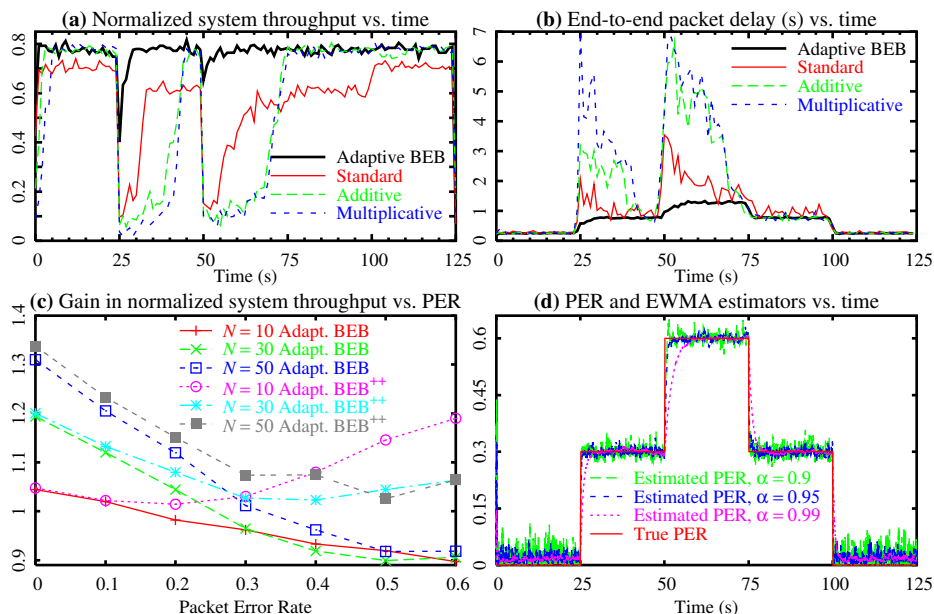 (a) Normalized system throughput vs. time
0.8
0.6
0.4
0.2
0
Adaptive BEB
Standard
Additive
Multiplicative
0 25 50 75 100 125
Time (s)
(b) End-to-end packet delay (s) vs. time
7
6
5
4
3
2
1
0
Adaptive BEB
Standard
Additive
Multiplicative
0 25 50 75 100 125
Time (s)
(c) Gain in normalized system throughput vs. PER
1.4
1.3
1.2
1.1
1
0.9
N = 10 Adapt. BEB
N = 30 Adapt. BEB
N = 50 Adapt. BEB
N = 10 Adapt. BEB++
N = 30 Adapt. BEB++
N = 50 Adapt. BEB++
0 0.1 0.2 0.3 0.4 0.5 0.6
Packet Error Rate
(d) PER and EWMA estimators vs. time
0.6
0.45
0.3
0.15
0
Estimated PER, α = 0.9
Estimated PER, α = 0.95
Estimated PER, α = 0.99
True PER
0 25 50 75 100 125
Time (s)